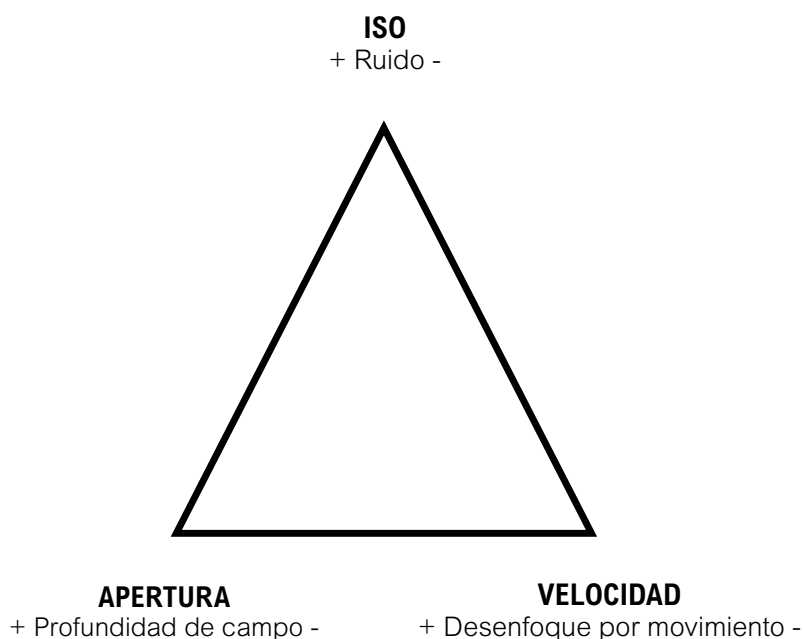 ISO
+ Ruido -
APERTURA
+ Profundidad de campo -
VELOCIDAD
+ Desenfoque por movimiento -